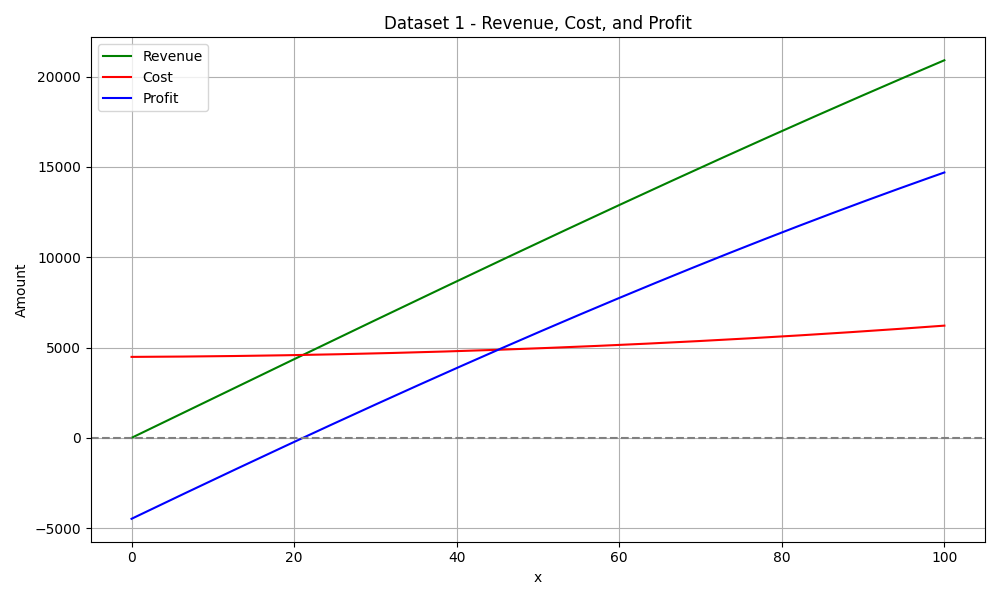 Dataset 1 - Revenue, Cost, and Profit
Revenue
Cost
Profit
20000
15000
10000
5000
0
−5000
Amount
0 20 40 60 80 100
x